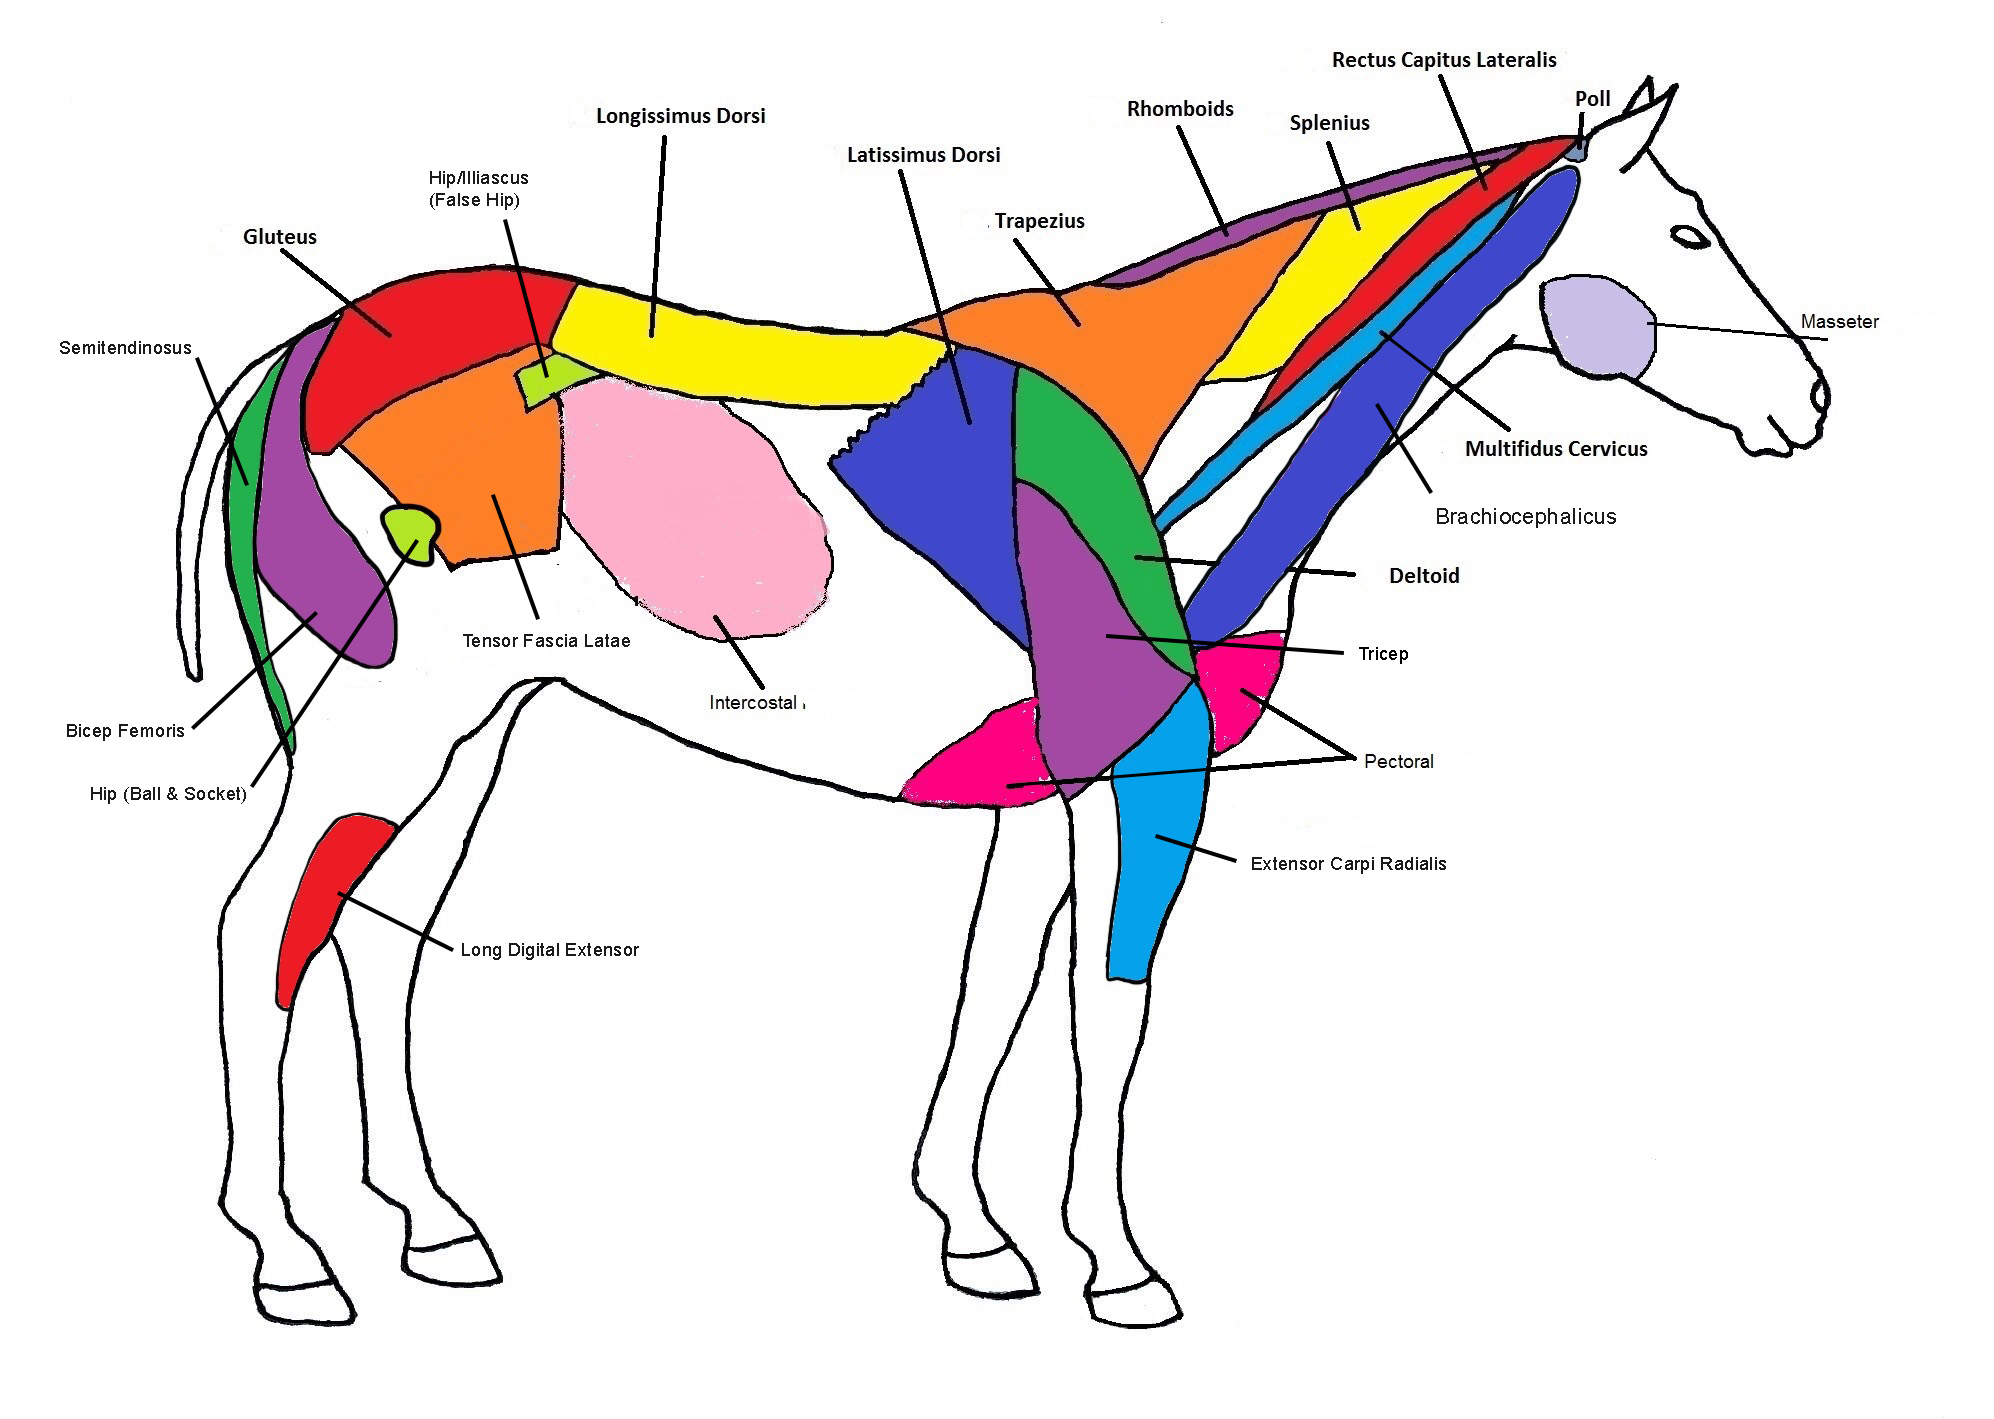 Rectus Capitus Lateralis
Poll
Rhomboids
Longissimus Dorsi
Splenius
Latissimus Dorsi
Hip/Illiascus
(False Hip)
Trapezius
Gluteus
Masseter
Semitendinosus
Multifidus Cervicus
Brachiocephalicus
Deltoid
Tensor Fascia Latae
Tricep
Intercostal
Bicep Femoris
Pectoral
Hip (Ball & Socket)
Extensor Carpi Radialis
Long Digital Extensor